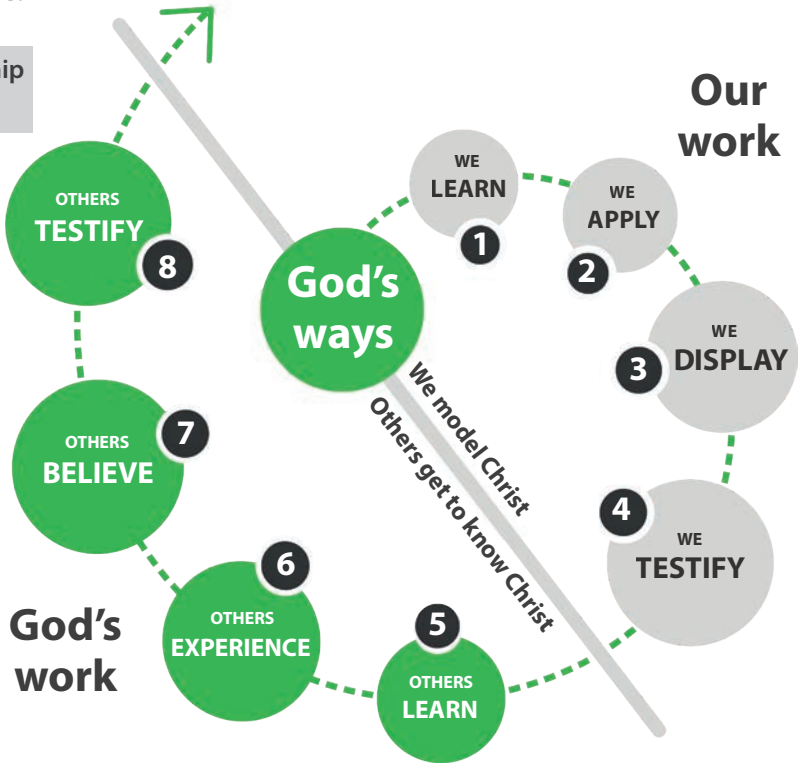 Our
work
God's
ways
WE
LEARN
1
WE
APPLY
2
WE
DISPLAY
3
WE
TESTIFY
4
We model Christ
Others get to know Christ
OTHERS
LEARN
5
OTHERS
EXPERIENCE
6
OTHERS
BELIEVE
7
OTHERS
TESTIFY
8
God's
work